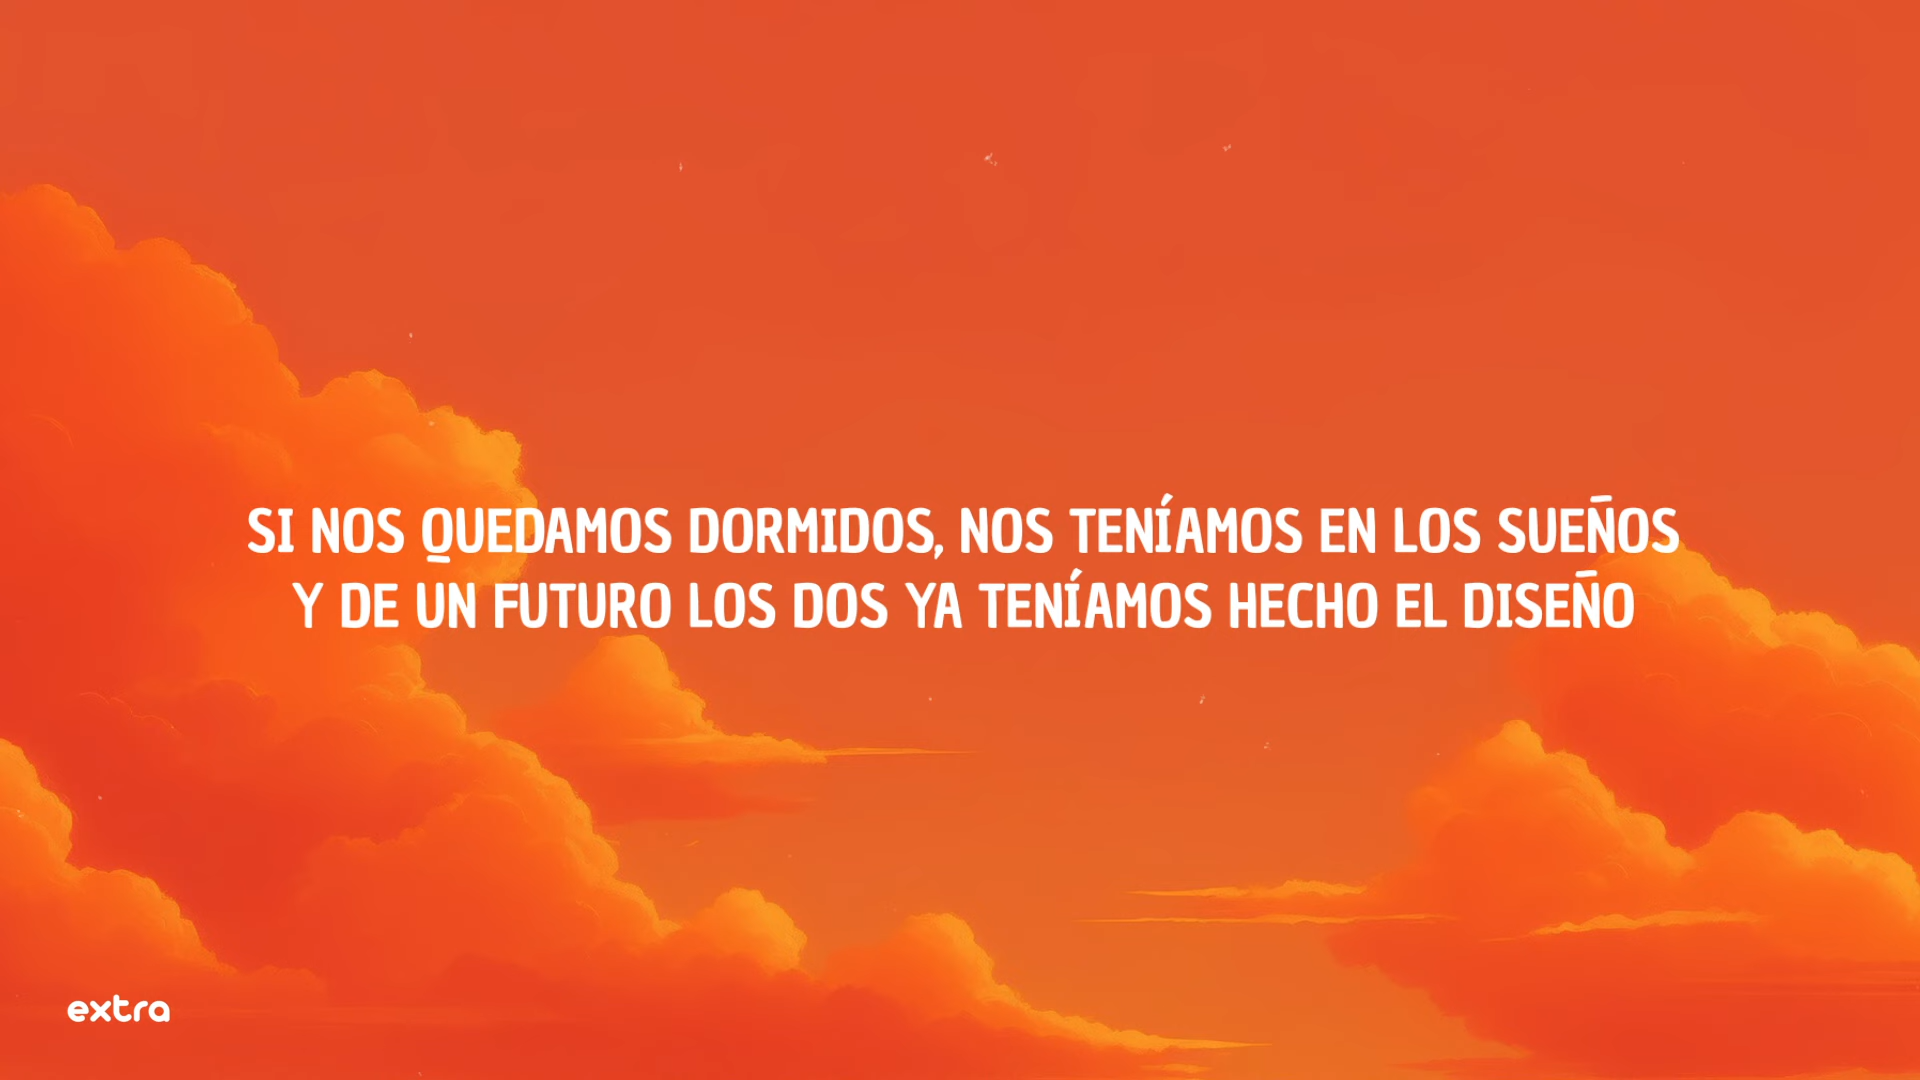 SI NOS QUEDAMOS DORMIDOS, NOS TENÍAMOS EN LOS SUEÑOS
Y DE UN FUTURO LOS DOS YA TENÍAMOS HECHO EL DISEÑO
extra